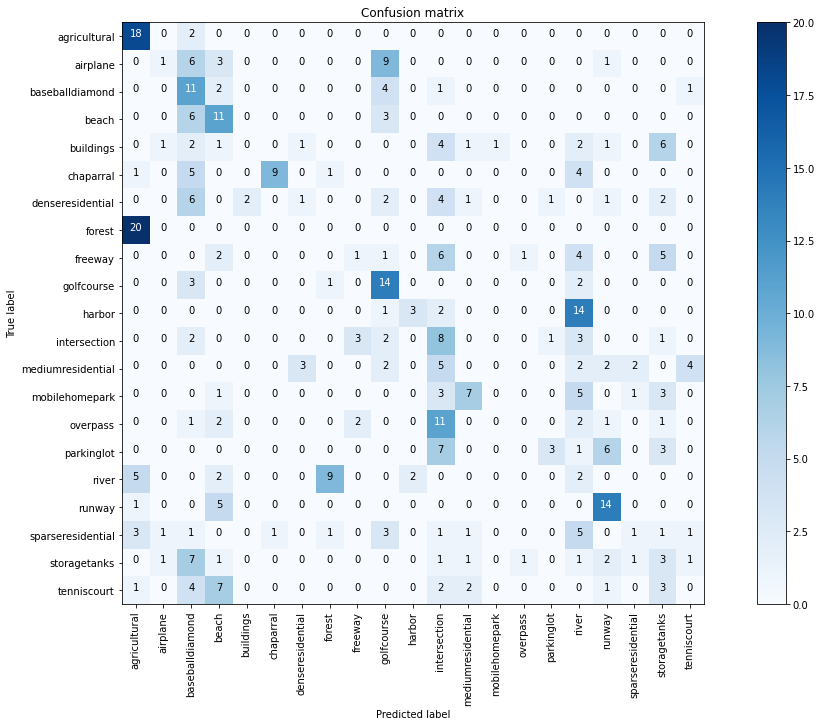 Confusion matrix
agricultural 18 0 2 0 0 0 0 0 0 0 0 0 0 0 0 0 0 0 0 0 0
airplane 0 1 6 3 0 0 0 0 0 9 0 0 0 0 0 0 0 1 0 0 0
baseballdiamond 0 0 11 2 0 0 0 0 0 4 0 1 0 0 0 0 0 0 0 0 1
beach 0 0 6 11 0 0 0 0 0 3 0 0 0 0 0 0 0 0 0 0 0
buildings 0 1 2 1 0 0 1 0 0 0 0 4 1 1 0 0 2 1 0 6 0
chaparral 1 0 5 0 0 9 0 1 0 0 0 0 0 0 0 0 4 0 0 0 0
denseresidential 0 0 6 0 2 0 1 0 0 2 0 4 1 0 0 1 0 1 0 2 0
forest 20 0 0 0 0 0 0 0 0 0 0 0 0 0 0 0 0 0 0 0 0
freeway 0 0 0 2 0 0 0 0 1 1 0 6 0 0 1 0 4 0 0 5 0
golfcourse 0 0 3 0 0 0 0 1 0 14 0 0 0 0 0 0 2 0 0 0 0
harbor 0 0 0 0 0 0 0 0 0 1 3 2 0 0 0 0 14 0 0 0 0
intersection 0 0 2 0 0 0 0 0 3 2 0 8 0 0 0 1 3 0 0 1 0
mediumresidential 0 0 0 0 0 0 3 0 0 2 0 5 0 0 0 0 2 2 2 0 4
mobilehomepark 0 0 0 1 0 0 0 0 0 0 0 3 7 0 0 0 5 0 1 3 0
overpass 0 0 1 2 0 0 0 0 2 0 0 11 0 0 0 0 2 1 0 1 0
parkinglot 0 0 0 0 0 0 0 0 0 0 0 7 0 0 0 3 1 6 0 3 0
river 5 0 0 2 0 0 0 9 0 0 2 0 0 0 0 0 2 0 0 0 0
runway 1 0 0 5 0 0 0 0 0 0 0 0 0 0 0 0 0 14 0 0 0
sparseresidential 3 1 1 0 0 1 0 1 0 3 0 1 1 0 0 0 5 0 1 1 1
storagetanks 0 1 7 1 0 0 0 0 0 0 0 1 1 0 1 0 1 2 1 3 1
tenniscourt 1 0 4 7 0 0 0 0 0 0 0 2 2 0 0 0 0 1 0 3 0
True label
agricultural
airplane
baseballdiamond
beach
buildings
chaparral
denseresidential
forest
freeway
golfcourse
harbor
intersection
mediumresidential
mobilehomepark
overpass
parkinglot
river
runway
sparseresidential
storagetanks
tenniscourt
Predicted label
20.0
17.5
15.0
12.5
10.0
7.5
5.0
2.5
0.0